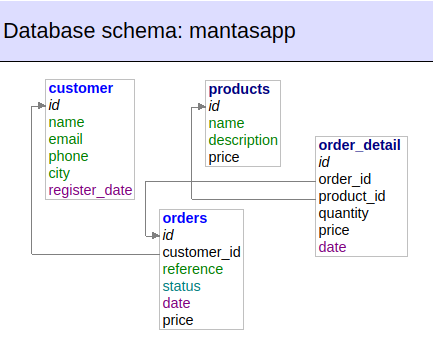 Database schema: mantasapp
customer
id
name
email
phone
city
register_date
products
id
name
description
price
order_detail
id
order_id
product_id
quantity
price
date
orders
id
customer_id
reference
status
date
price